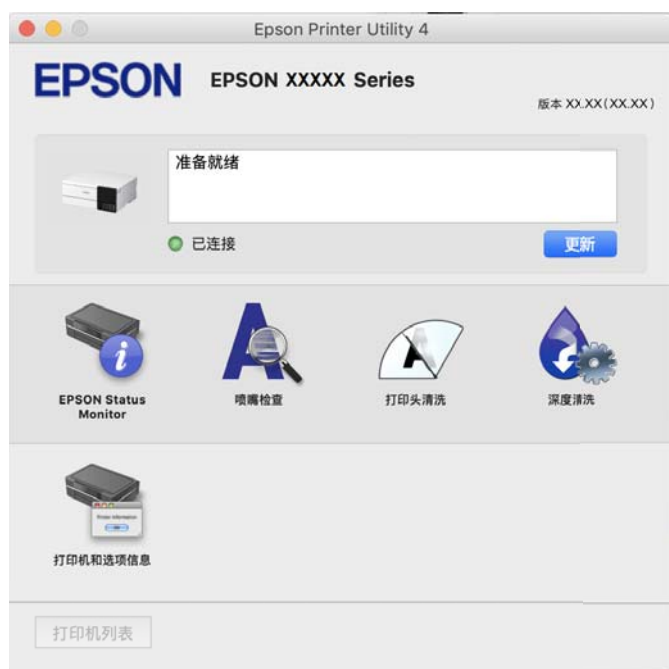 Epson Printer Utility 4
EPSON
EPSON XXXXX Series
版本 XX.XX(XX.XX)
准备就绪
已连接
更新
EPSON Status
Monitor
喷嘴检查
打印头清洗
深度清洗
Printer Information
打印机和选项信息
打印机列表